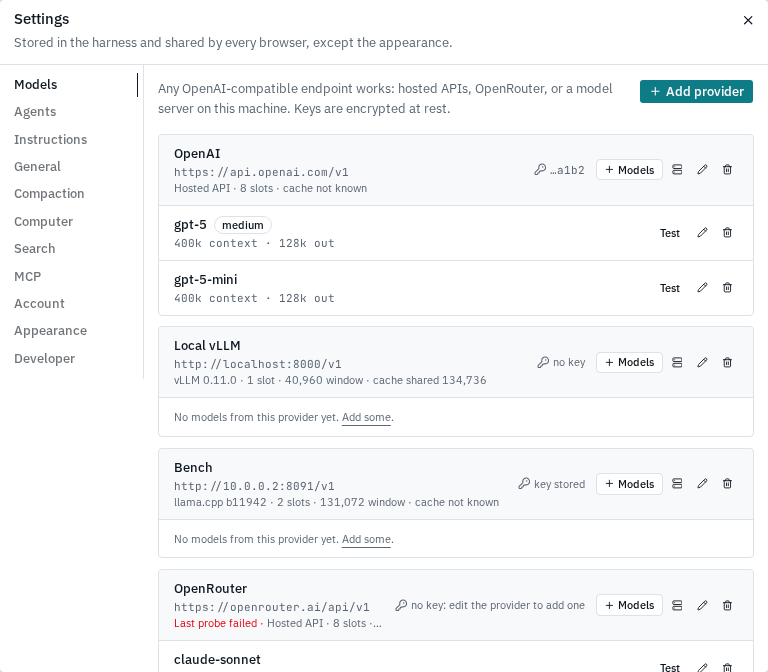 Settings
Stored in the harness and shared by every browser, except the appearance.
Models
Agents
Instructions
General
Compaction
Computer
Search
MCP
Account
Appearance
Developer
Any OpenAI-compatible endpoint works: hosted APIs, OpenRouter, or a model
server on this machine. Keys are encrypted at rest.
+ Add provider
OpenAI
https://api.openai.com/v1
Hosted API · 8 slots · cache not known
…a1b2
+ Models
gpt-5 medium
400k context · 128k out
Test
gpt-5-mini
400k context · 128k out
Test
Local vLLM
http://localhost:8000/v1
vLLM 0.11.0 · 1 slot · 40,960 window · cache shared 134,736
no key
+ Models
No models from this provider yet. Add some.
Bench
http://10.0.0.2:8091/v1
llama.cpp b11942 · 2 slots · 131,072 window · cache not known
key stored
+ Models
No models from this provider yet. Add some.
OpenRouter
https://openrouter.ai/api/v1
Last probe failed · Hosted API · 8 slots ·…
no key: edit the provider to add one
+ Models
claude-sonnet
Test